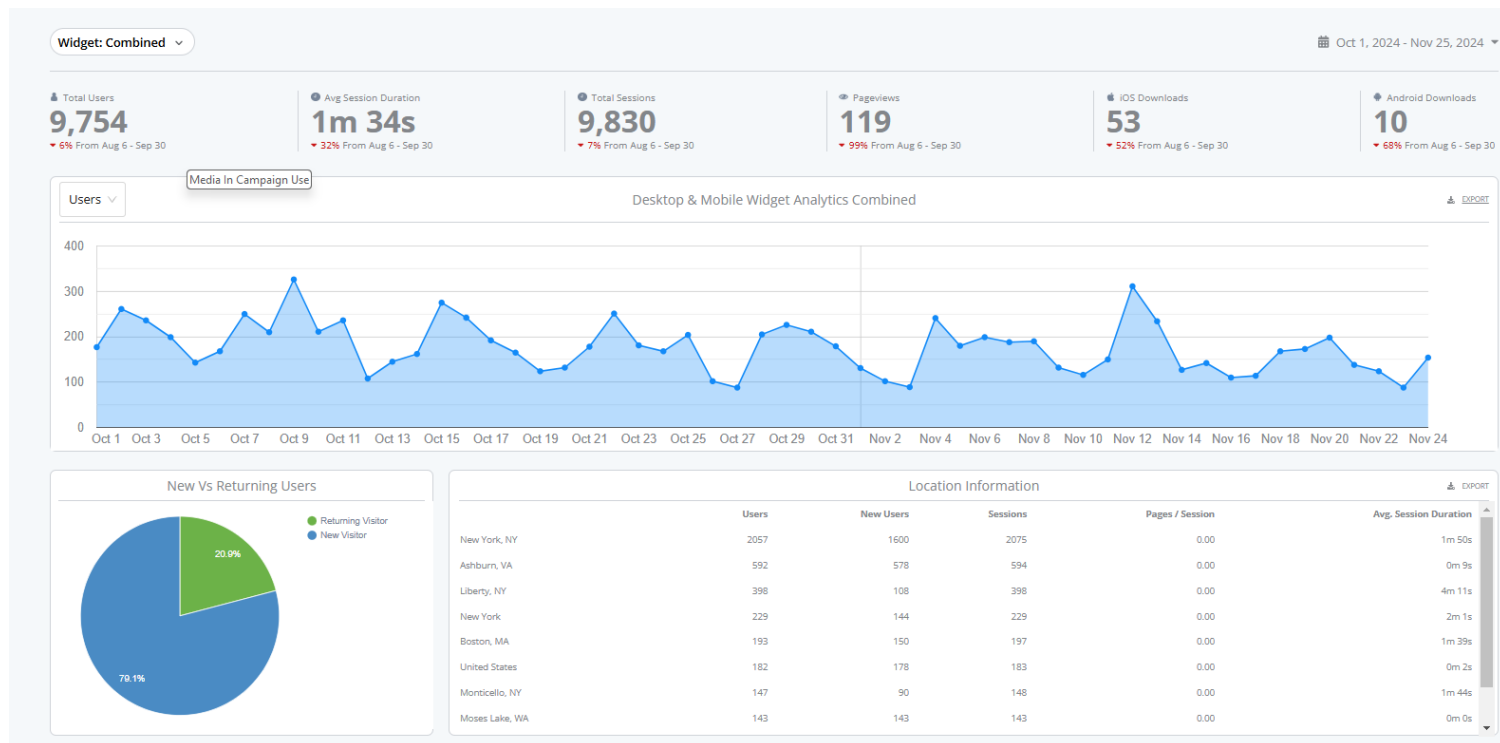 Widget: Combined
Oct 1, 2024 - Nov 25, 2024
Total Users
9,754
6% From Aug 6 - Sep 30
Avg Session Duration
1m 34s
32% From Aug 6 - Sep 30
Total Sessions
9,830
7% From Aug 6 - Sep 30
Pageviews
119
99% From Aug 6 - Sep 30
iOS Downloads
53
52% From Aug 6 - Sep 30
Android Downloads
10
68% From Aug 6 - Sep 30
Media In Campaign Use
Users
Desktop & Mobile Widget Analytics Combined
EXPORT
400
300
200
100
0
Oct 1 Oct 3 Oct 5 Oct 7 Oct 9 Oct 11 Oct 13 Oct 15 Oct 17 Oct 19 Oct 21 Oct 23 Oct 25 Oct 27 Oct 29 Oct 31 Nov 2 Nov 4 Nov 6 Nov 8 Nov 10 Nov 12 Nov 14 Nov 16 Nov 18 Nov 20 Nov 22 Nov 24
New Vs Returning Users
Returning Visitor
New Visitor
20.9%
79.1%
Location Information
EXPORT
Users New Users Sessions Pages / Session Avg. Session Duration
New York, NY 2057 1600 2075 0.00 1m 50s
Ashburn, VA 592 578 594 0.00 0m 9s
Liberty, NY 398 108 398 0.00 4m 11s
New York 229 144 229 0.00 2m 1s
Boston, MA 193 150 197 0.00 1m 39s
United States 182 178 183 0.00 0m 2s
Monticello, NY 147 90 148 0.00 1m 44s
Moses Lake, WA 143 143 143 0.00 0m 0s